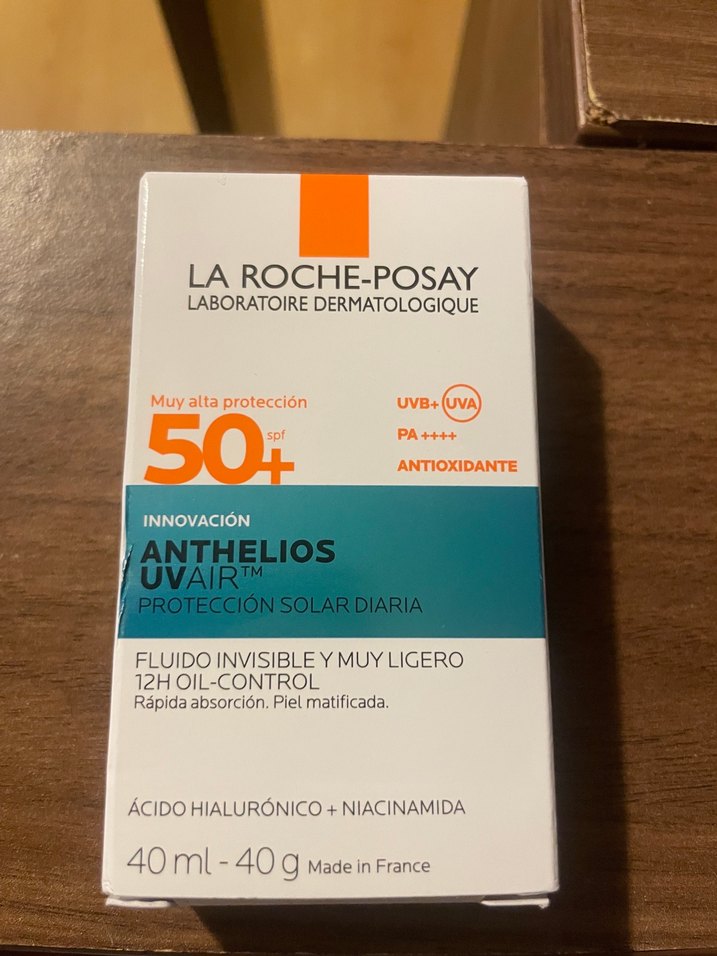 LA ROCHE-POSAY
LABORATOIRE DERMATOLOGIQUE
Muy alta protección
50+ spf
UVB+ UVA
PA ++++
ANTIOXIDANTE
INNOVACIÓN
ANTHELIOS
UVAIR™
PROTECCIÓN SOLAR DIARIA
FLUIDO INVISIBLE Y MUY LIGERO
12H OIL-CONTROL
Rápida absorción. Piel matificada.
ÁCIDO HIALURÓNICO + NIACINAMIDA
40 ml - 40 g Made in France